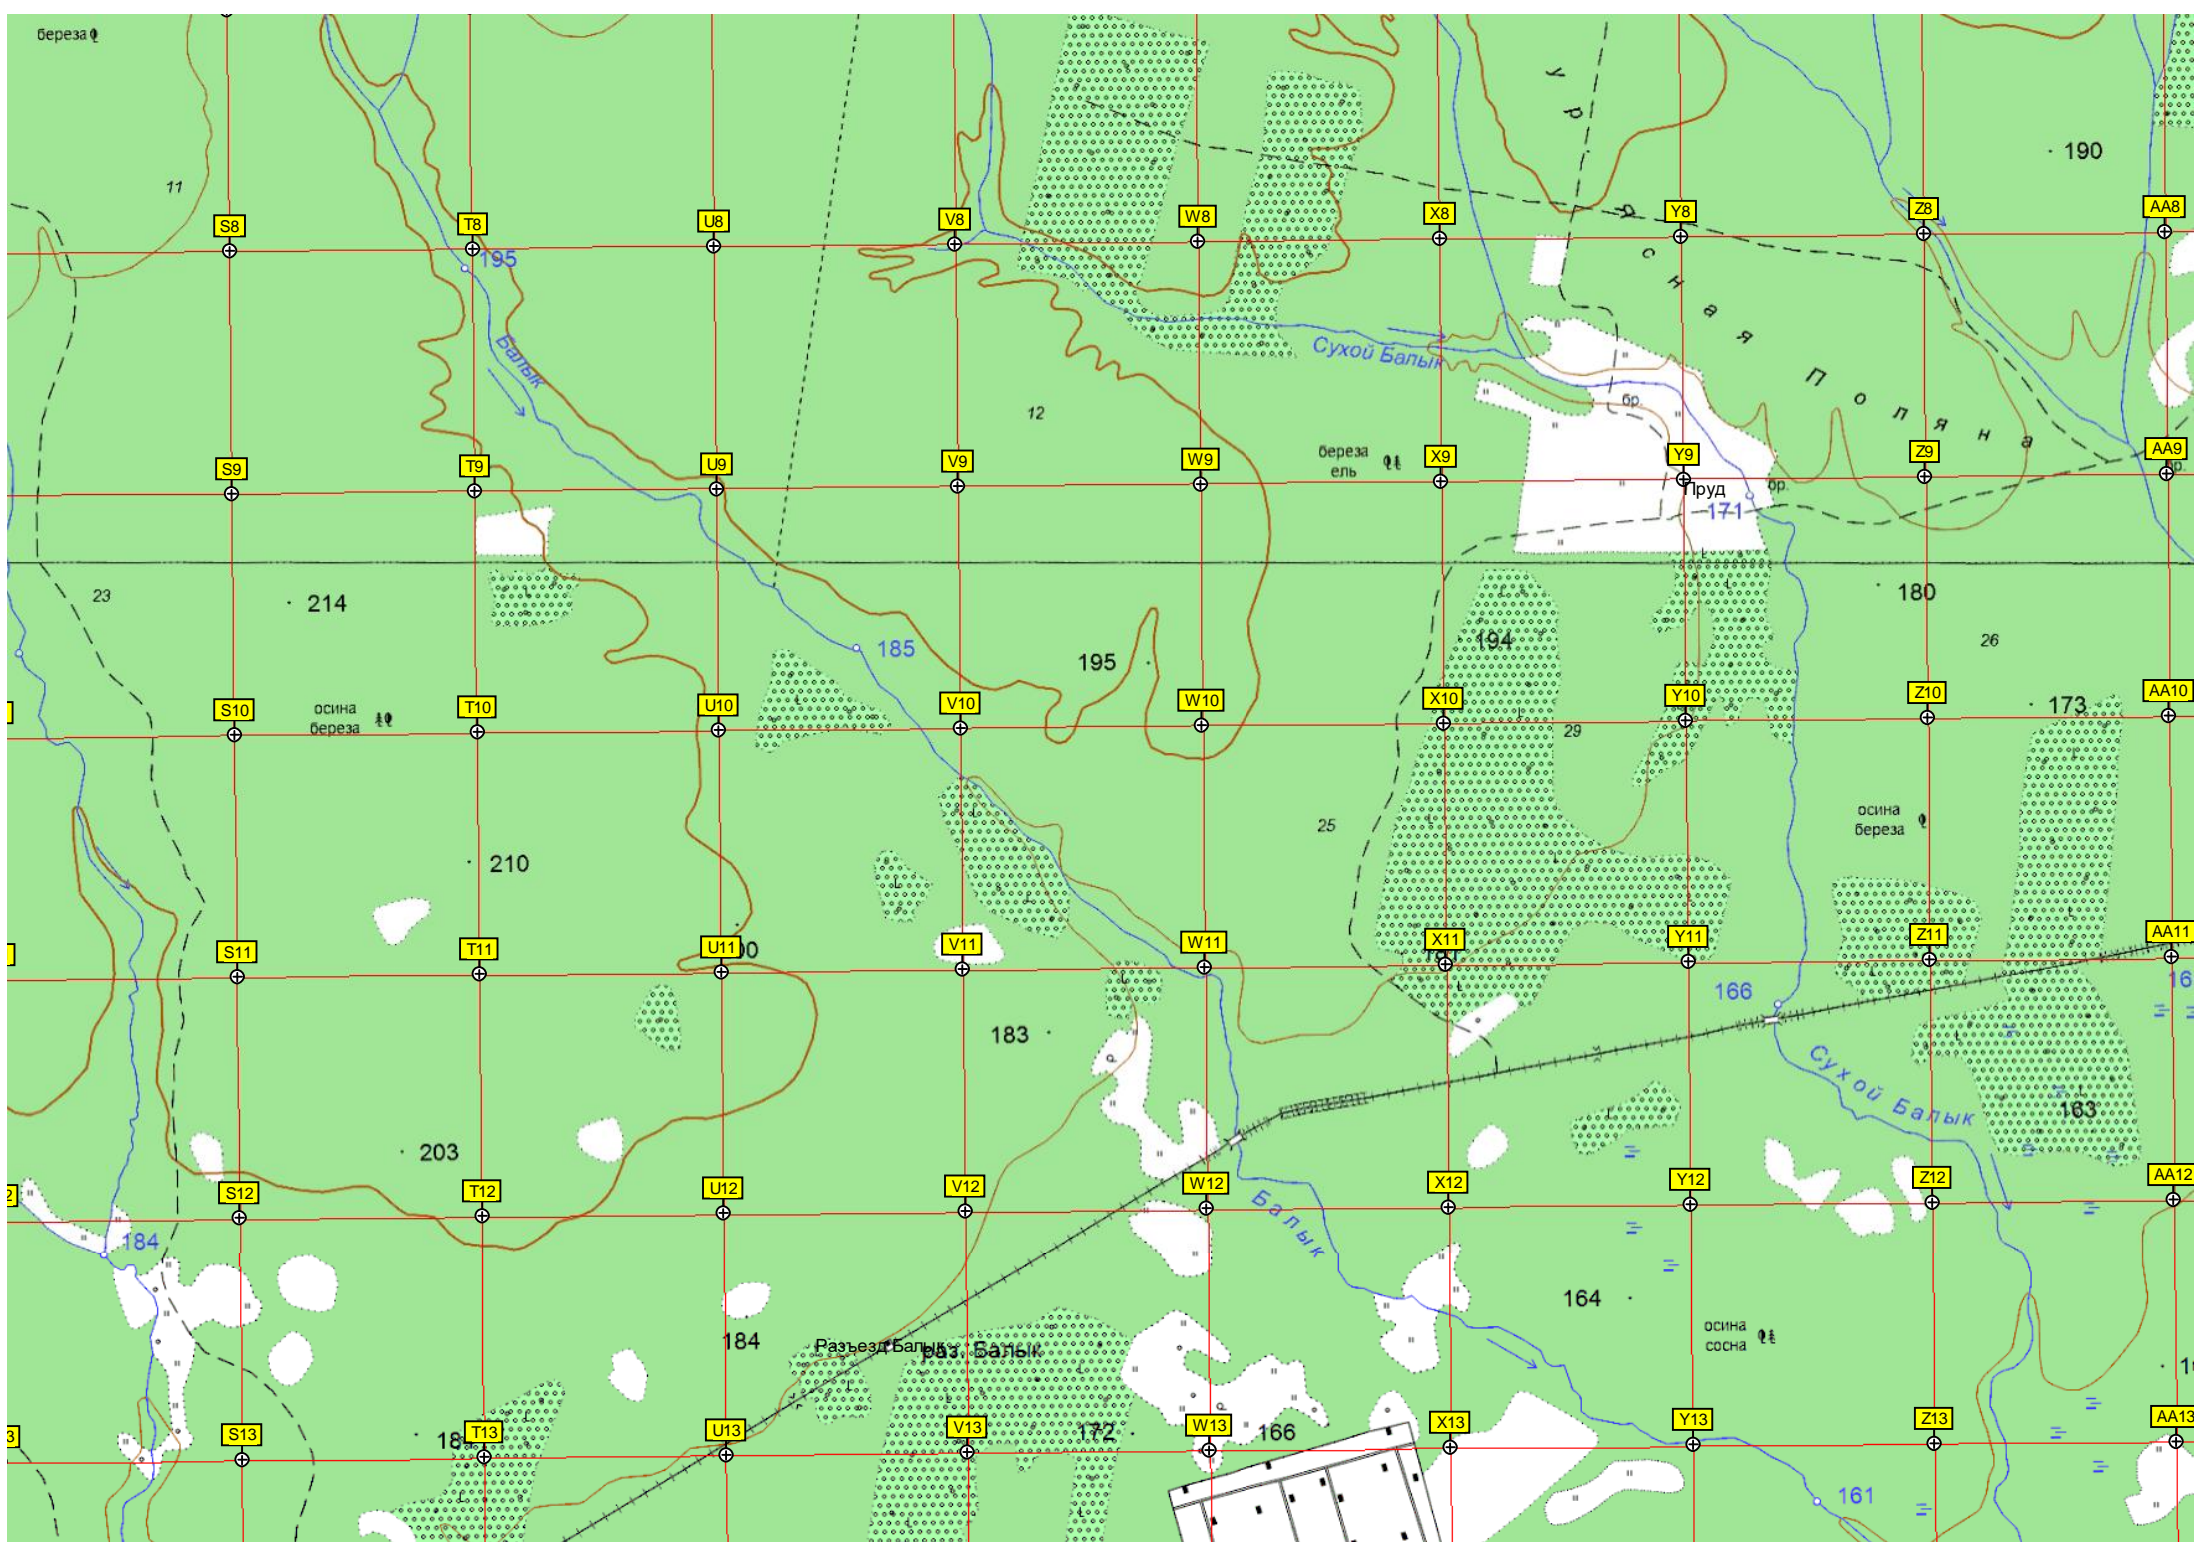 береза
11
ур. Ясная Поляна
190
S8
T8
U8
V8
W8
X8
Y8
Z8
AA8
195
Балык
Сухой Балык
12
бр.
береза
ель
S9
T9
U9
V9
W9
X9
Y9
Z9
AA9
Пруд
бр.
бр.
171
23
214
180
194
26
185
195
S10
T10
U10
V10
W10
X10
Y10
Z10
AA10
осина
береза
173
29
осина
береза
25
210
S11
T11
U11
V11
W11
X11
Y11
Z11
AA11
166
183
Сухой Балык
163
203
S12
T12
U12
V12
W12
X12
Y12
Z12
AA12
Балык
184
164
осина
сосна
184
Разъезд Балык
раз. Балык
S13
T13
U13
V13
W13
X13
Y13
Z13
AA13
172
166
161